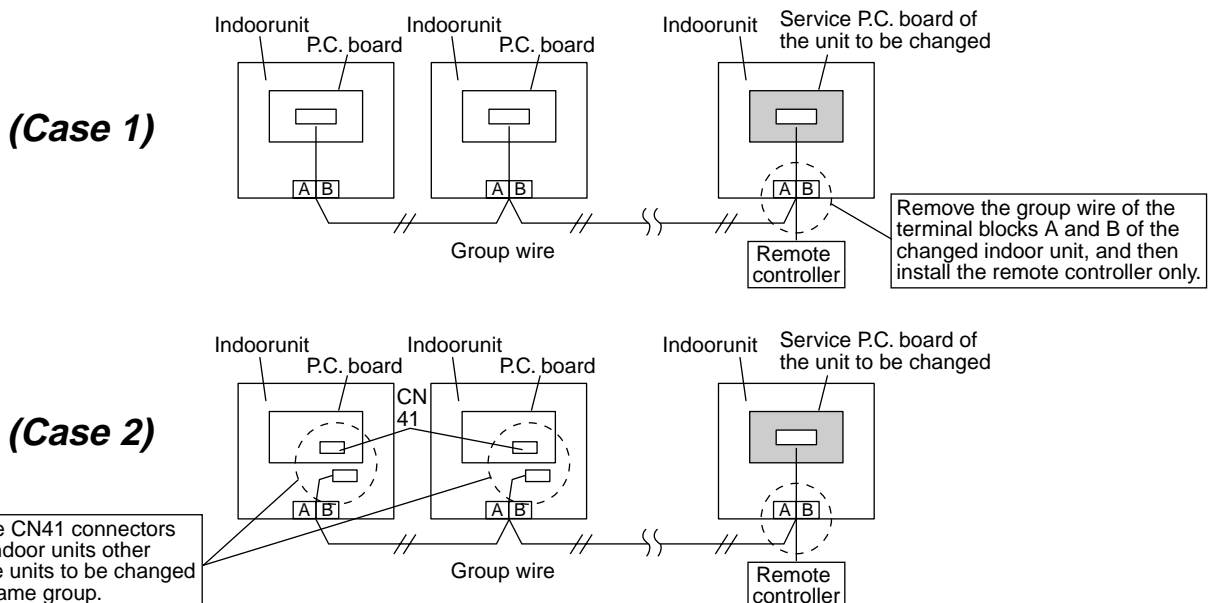 Indoorunit
P.C. board
Indoorunit
P.C. board
Indoorunit
Service P.C. board of
the unit to be changed
(Case 1)
A B
A B
A B
Group wire
Remote
controller
Remove the group wire of the
terminal blocks A and B of the
changed indoor unit, and then
install the remote controller only.
Indoorunit
P.C. board
Indoorunit
P.C. board
Indoorunit
Service P.C. board of
the unit to be changed
CN
41
(Case 2)
A B
A B
A B
CN41 connectors
indoor units other
units to be changed
group.
Group wire
Remote
controller